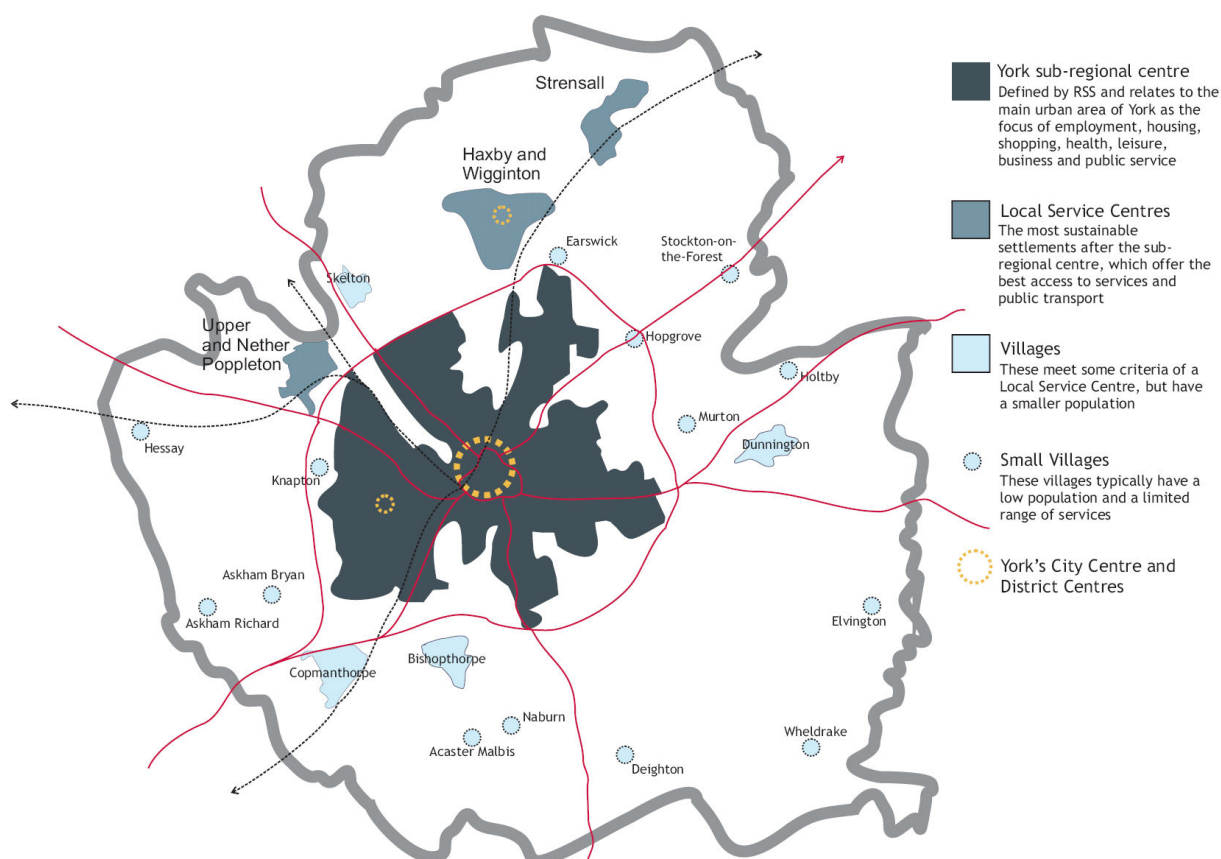 Strensall
Haxby and
Wigginton
Earswick
Stockton-on-
the-Forest
Skelton
Upper
and Nether
Poppleton
Hopgrove
Holtby
Murton
Dunnington
Hessay
Knapton
Askham Bryan
Askham Richard
Elvington
Copmanthorpe
Bishopthorpe
Naburn
Acaster Malbis
Wheldrake
Deighton
York sub-regional centre
Defined by RSS and relates to the
main urban area of York as the
focus of employment, housing,
shopping, health, leisure,
business and public service
Local Service Centres
The most sustainable
settlements after the sub-
regional centre, which offer the
best access to services and
public transport
Villages
These meet some criteria of a
Local Service Centre, but have
a smaller population
Small Villages
These villages typically have a
low population and a limited
range of services
York's City Centre and
District Centres